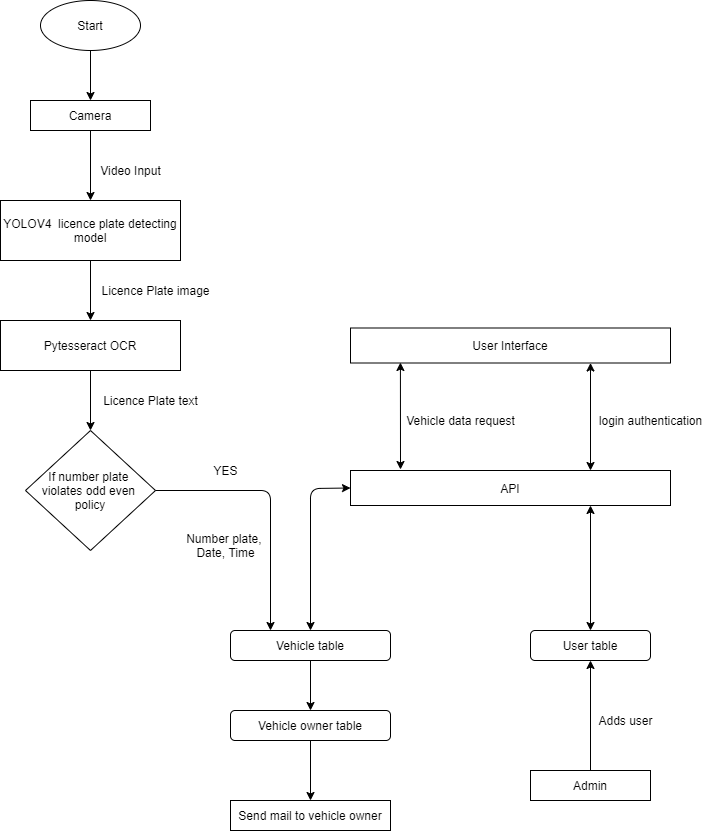 Start
Camera
Video Input
YOLOV4 licence plate detecting
model
Licence Plate image
Pytesseract OCR
User Interface
Licence Plate text
Vehicle data request
login authentication
If number plate
violates odd even
policy
YES
API
Number plate,
Date, Time
Vehicle table
User table
Vehicle owner table
Adds user
Admin
Send mail to vehicle owner